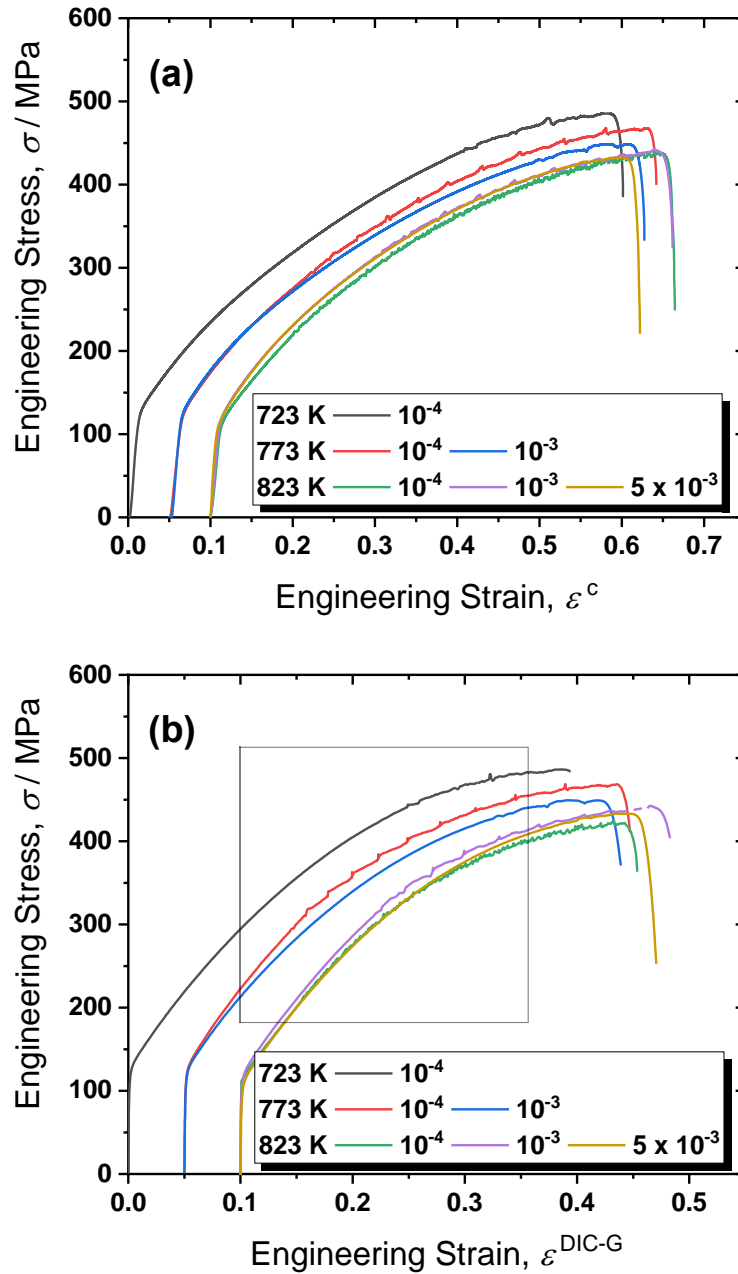 (a)
Engineering Stress, σ / MPa
600
500
400
300
200
100
0
723 K 10⁻⁴
773 K 10⁻⁴ 10⁻³
823 K 10⁻⁴ 10⁻³ 5 x 10⁻³
0.0 0.1 0.2 0.3 0.4 0.5 0.6 0.7
Engineering Strain, ε ᶜ
(b)
Engineering Stress, σ / MPa
600
500
400
300
200
100
0
723 K 10⁻⁴
773 K 10⁻⁴ 10⁻³
823 K 10⁻⁴ 10⁻³ 5 x 10⁻³
0.0 0.1 0.2 0.3 0.4 0.5
Engineering Strain, ε DIC-G